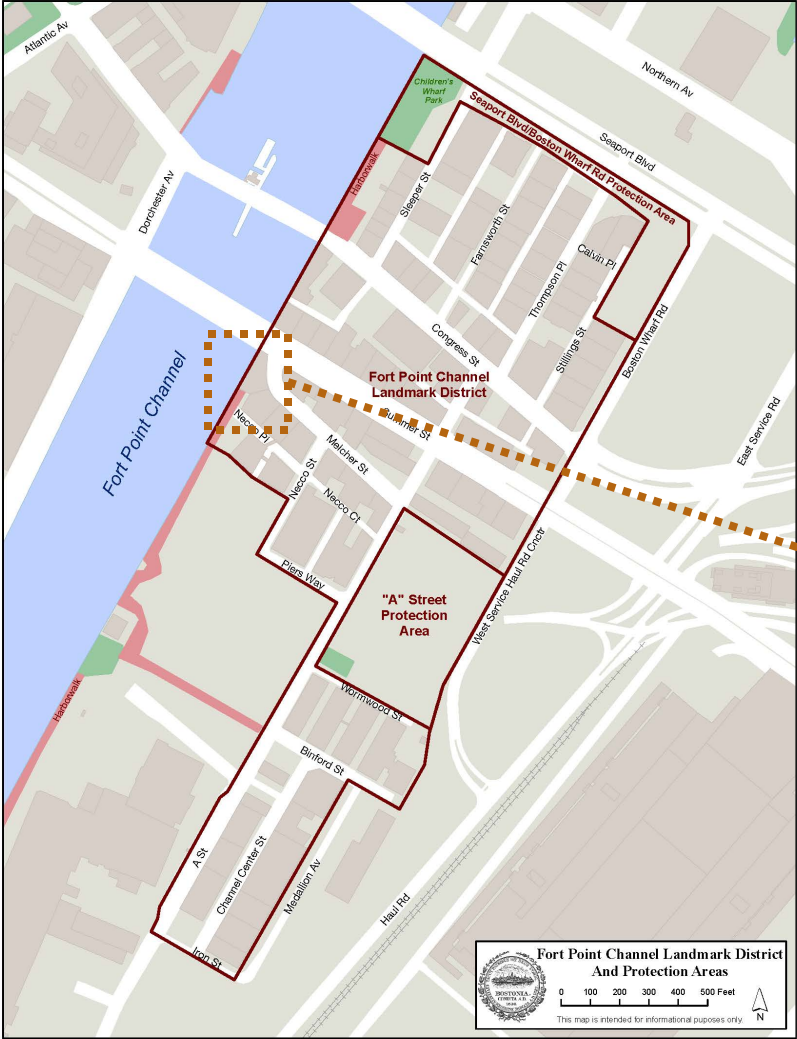 Atlantic Av
Northern Av
Children's
Wharf
Park
Seaport Blvd/Boston Wharf Rd Protection Area
Seaport Blvd
Harborwalk
Dorchester Av
Sleeper St
Farnsworth St
Calvin Pl
Thompson Pl
Stillings St
Boston Wharf Rd
Congress St
Fort Point Channel
Landmark District
Fort Point Channel
Summer St
East Service Rd
Necco Pl
Melcher St
Necco St
Necco Ct
Piers Way
West Service Haul Rd Cnctr
"A" Street
Protection
Area
Wormwood St
Harborwalk
Binford St
A St
Channel Center St
Medallion Av
Haul Rd
Iron St
Fort Point Channel Landmark District
And Protection Areas
BOSTONIA.
CONDITA A.D.
1630.
0 100 200 300 400 500 Feet
N
This map is intended for informational puposes only.